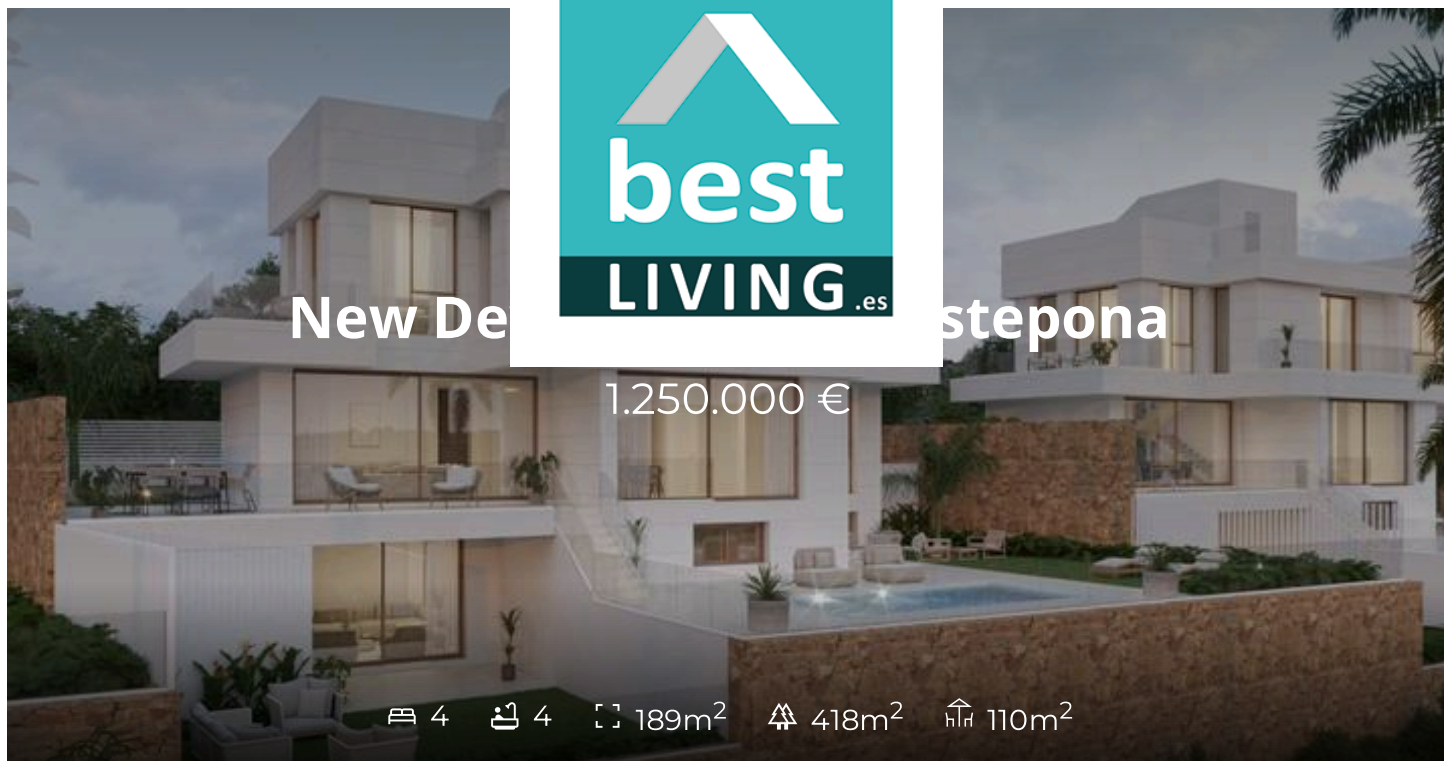 best
LIVING.es
New De stepona
1.250.000 €
4 4 189m² 418m² 110m²